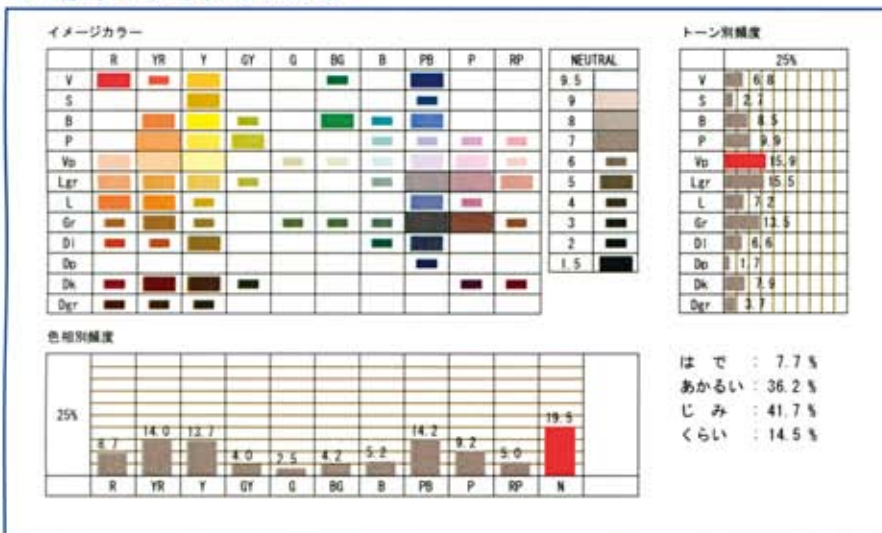 イメージカラー
R YR Y GY G BG B PB P RP
NEUTRAL
V
S
B
P
Vp
Lgr
L
Gr
Dl
Dp
Dk
Dgr
9.5
9
8
7
6
5
4
3
2
1.5
トーン別頻度
25%
V 6.8
S 2.7
B 8.5
P 9.9
Vp 15.9
Lgr 15.5
L 7.2
Gr 13.5
Dl 6.6
Dp 1.7
Dk 7.9
Dgr 3.7
色相別頻度
25%
8.7 14.0 13.7 4.0 2.5 4.2 5.2 14.2 9.2 5.0 19.5
R YR Y GY G BG B PB P RP N
はで : 7.7 %
あかるい : 36.2 %
じみ : 41.7 %
くらい : 14.5 %